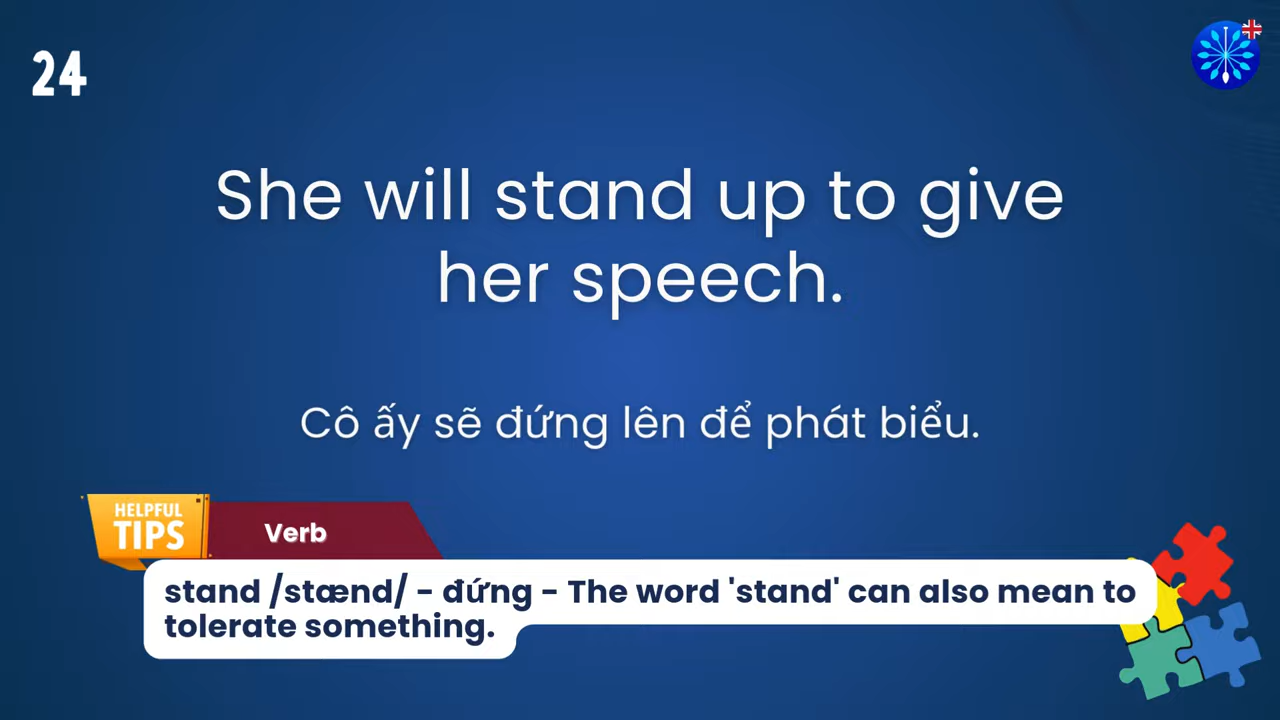 24
She will stand up to give
her speech.
Cô ấy sẽ đứng lên để phát biểu.
HELPFUL
TIPS
Verb
stand /stænd/ - đứng - The word 'stand' can also mean to
tolerate something.